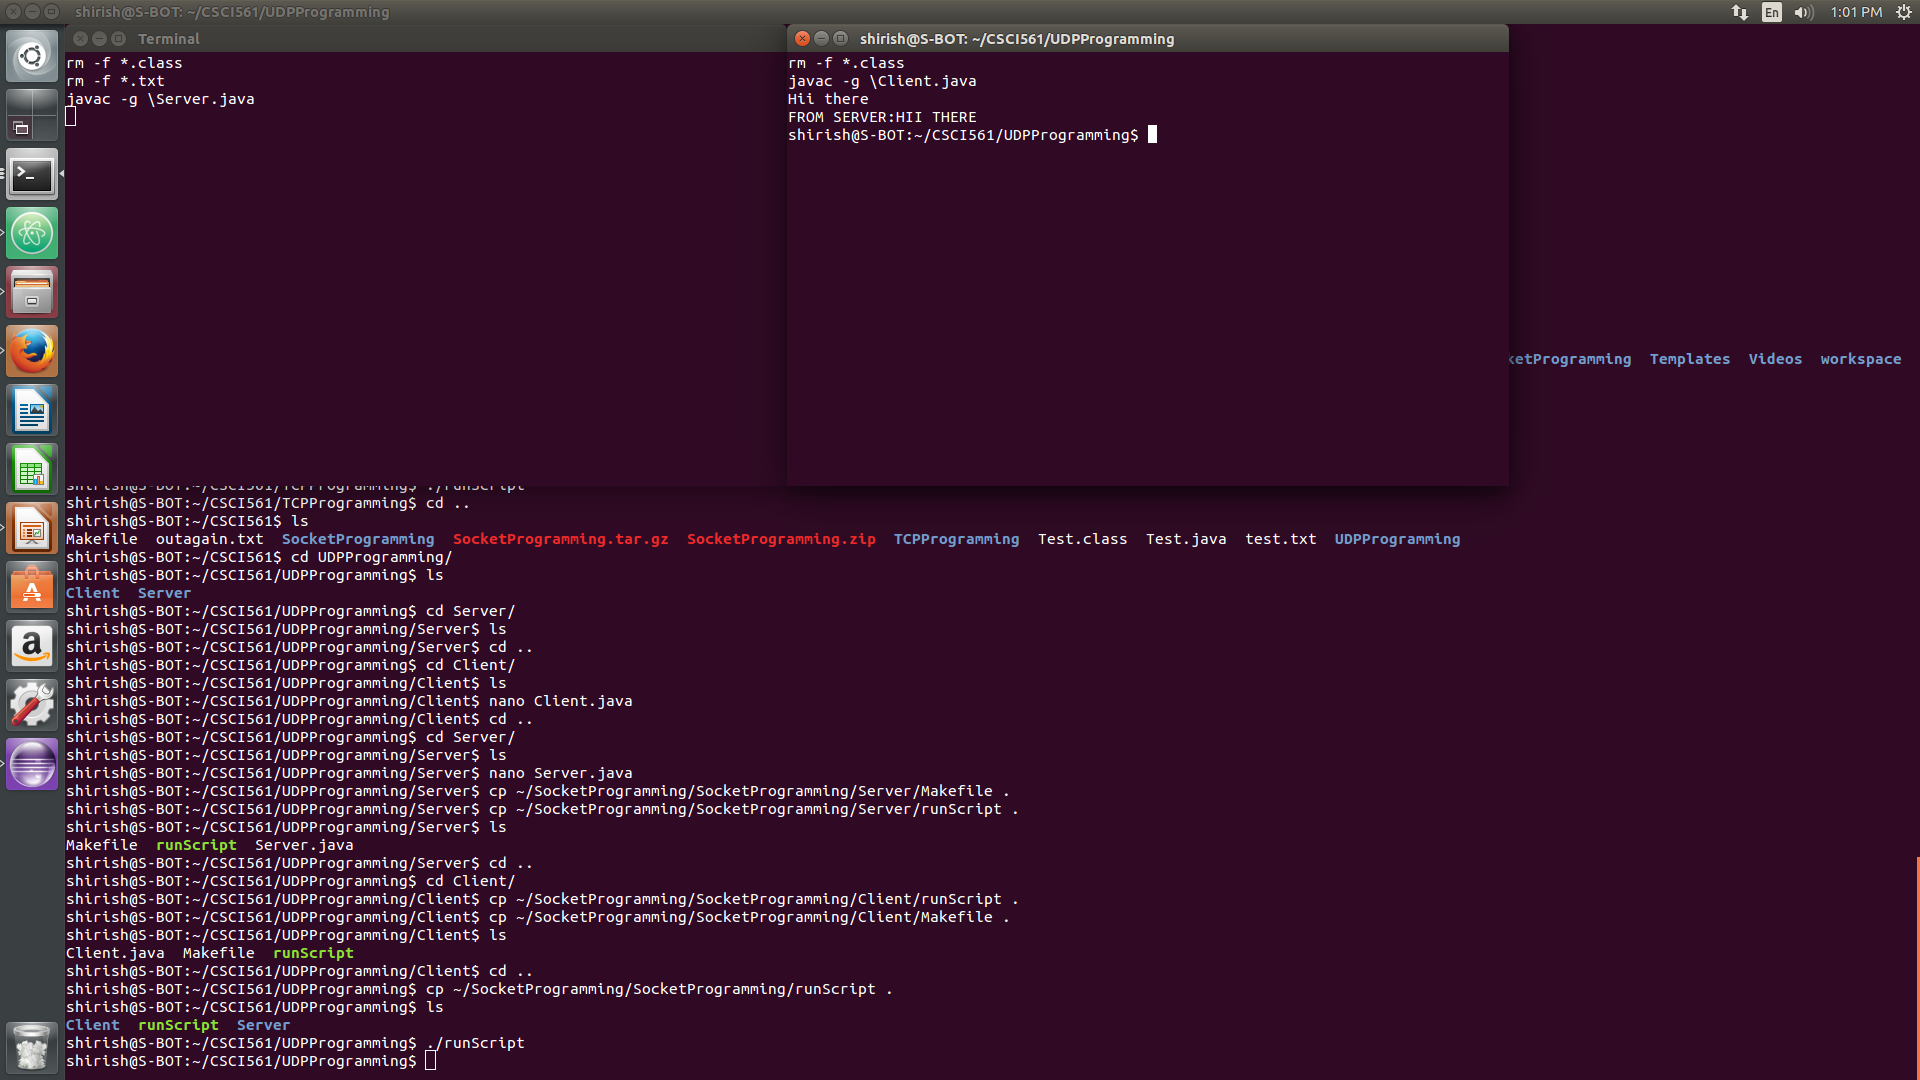 shirish@S-BOT: ~/CSCI561/UDPProgramming
En
1:01 PM
Terminal
rm -f *.class
rm -f *.txt
javac -g \Server.java
shirish@S-BOT: ~/CSCI561/UDPProgramming
rm -f *.class
javac -g \Client.java
Hii there
FROM SERVER:HII THERE
shirish@S-BOT:~/CSCI561/UDPProgramming$
ketProgramming  Templates  Videos  workspace
shirish@S-BOT:~/CSCI561/TCPProgramming$ ./runScript
shirish@S-BOT:~/CSCI561/TCPProgramming$ cd ..
shirish@S-BOT:~/CSCI561$ ls
Makefile  outagain.txt  SocketProgramming  SocketProgramming.tar.gz  SocketProgramming.zip  TCPProgramming  Test.class  Test.java  test.txt  UDPProgramming
shirish@S-BOT:~/CSCI561$ cd UDPProgramming/
shirish@S-BOT:~/CSCI561/UDPProgramming$ ls
Client  Server
shirish@S-BOT:~/CSCI561/UDPProgramming$ cd Server/
shirish@S-BOT:~/CSCI561/UDPProgramming/Server$ ls
shirish@S-BOT:~/CSCI561/UDPProgramming/Server$ cd ..
shirish@S-BOT:~/CSCI561/UDPProgramming$ cd Client/
shirish@S-BOT:~/CSCI561/UDPProgramming/Client$ ls
shirish@S-BOT:~/CSCI561/UDPProgramming/Client$ nano Client.java
shirish@S-BOT:~/CSCI561/UDPProgramming/Client$ cd ..
shirish@S-BOT:~/CSCI561/UDPProgramming$ cd Server/
shirish@S-BOT:~/CSCI561/UDPProgramming/Server$ ls
shirish@S-BOT:~/CSCI561/UDPProgramming/Server$ nano Server.java
shirish@S-BOT:~/CSCI561/UDPProgramming/Server$ cp ~/SocketProgramming/SocketProgramming/Server/Makefile .
shirish@S-BOT:~/CSCI561/UDPProgramming/Server$ cp ~/SocketProgramming/SocketProgramming/Server/runScript .
shirish@S-BOT:~/CSCI561/UDPProgramming/Server$ ls
Makefile  runScript  Server.java
shirish@S-BOT:~/CSCI561/UDPProgramming/Server$ cd ..
shirish@S-BOT:~/CSCI561/UDPProgramming$ cd Client/
shirish@S-BOT:~/CSCI561/UDPProgramming/Client$ cp ~/SocketProgramming/SocketProgramming/Client/runScript .
shirish@S-BOT:~/CSCI561/UDPProgramming/Client$ cp ~/SocketProgramming/SocketProgramming/Client/Makefile .
shirish@S-BOT:~/CSCI561/UDPProgramming/Client$ ls
Client.java  Makefile  runScript
shirish@S-BOT:~/CSCI561/UDPProgramming/Client$ cd ..
shirish@S-BOT:~/CSCI561/UDPProgramming$ cp ~/SocketProgramming/SocketProgramming/runScript .
shirish@S-BOT:~/CSCI561/UDPProgramming$ ls
Client  runScript  Server
shirish@S-BOT:~/CSCI561/UDPProgramming$ ./runScript
shirish@S-BOT:~/CSCI561/UDPProgramming$